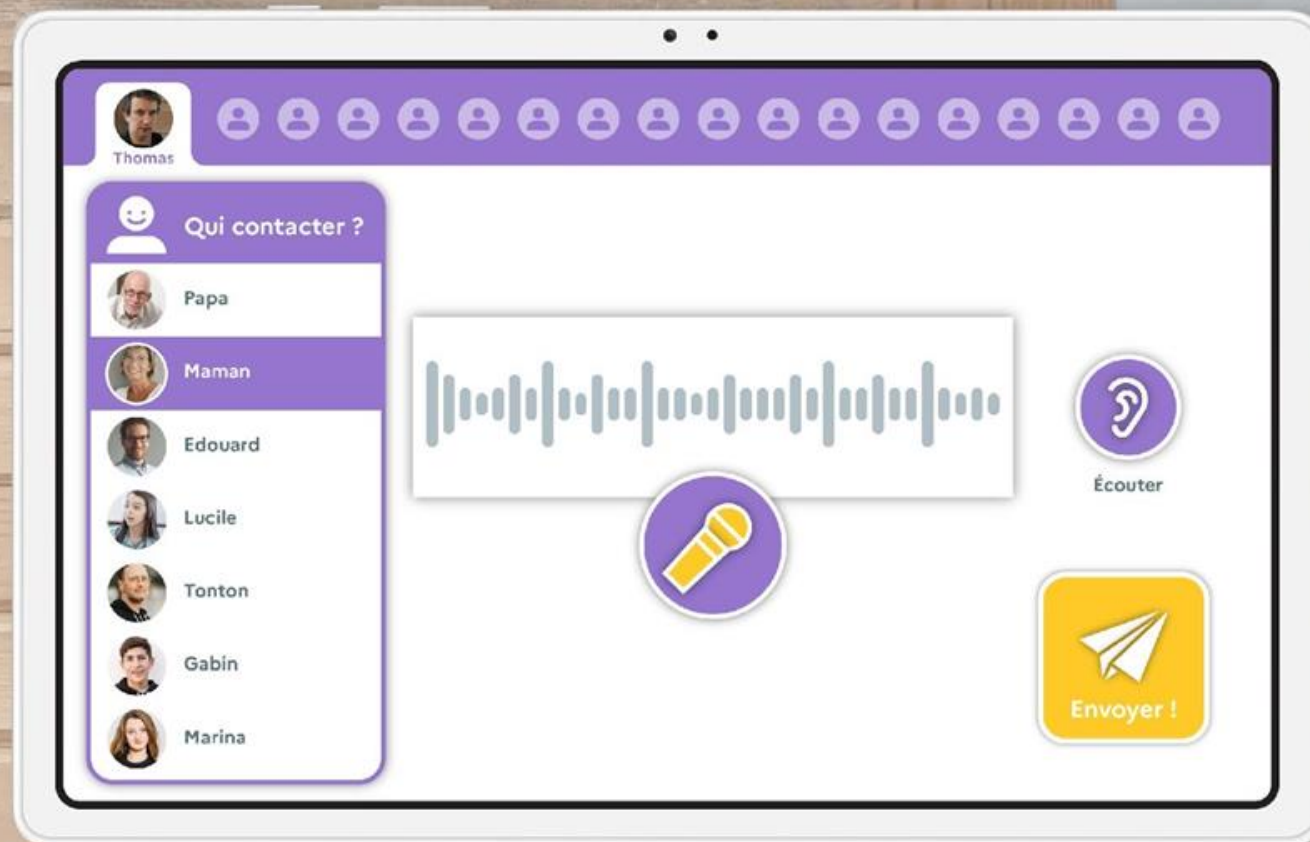 Thomas
Qui contacter ?
Papa
Maman
Edouard
Lucile
Tonton
Gabin
Marina
Écouter
Envoyer !